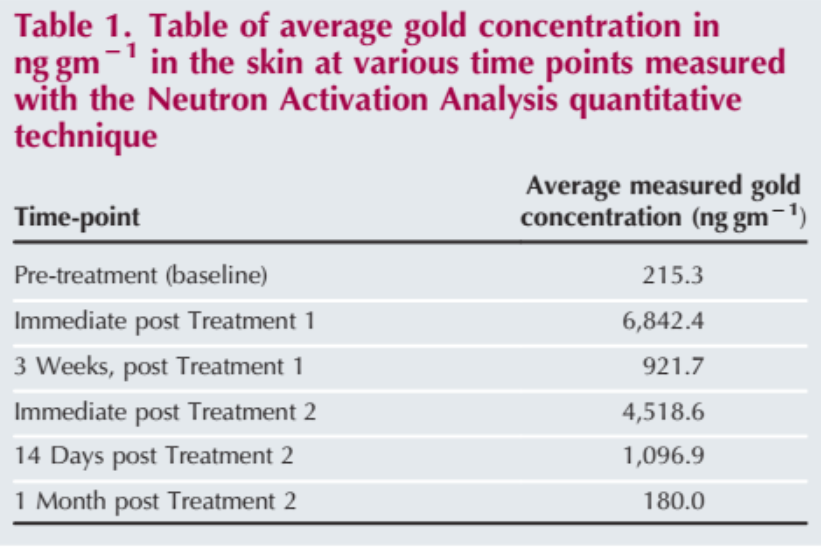 Table 1. Table of average gold concentration in
ng gm⁻¹ in the skin at various time points measured
with the Neutron Activation Analysis quantitative
technique
Time-point Average measured gold concentration (ng gm⁻¹)
Pre-treatment (baseline) 215.3
Immediate post Treatment 1 6,842.4
3 Weeks, post Treatment 1 921.7
Immediate post Treatment 2 4,518.6
14 Days post Treatment 2 1,096.9
1 Month post Treatment 2 180.0